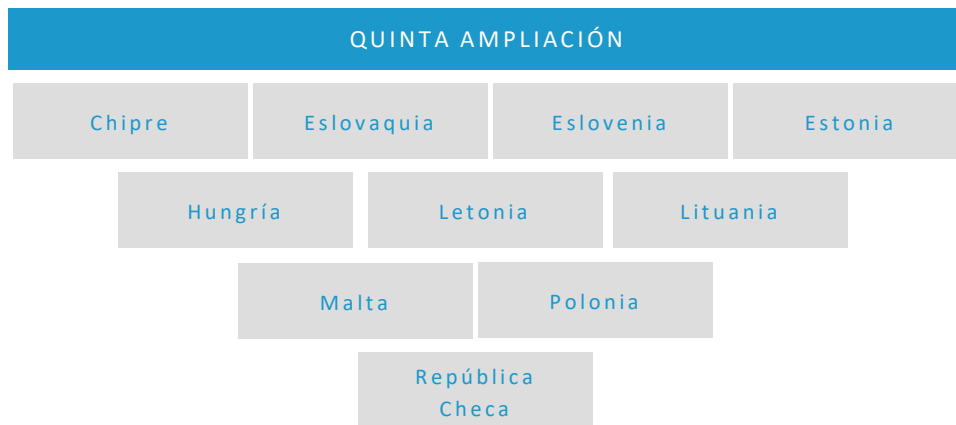 QUINTA AMPLIACIÓN
Chipre
Eslovaquia
Eslovenia
Estonia
Hungría
Letonia
Lituania
Malta
Polonia
República
Checa